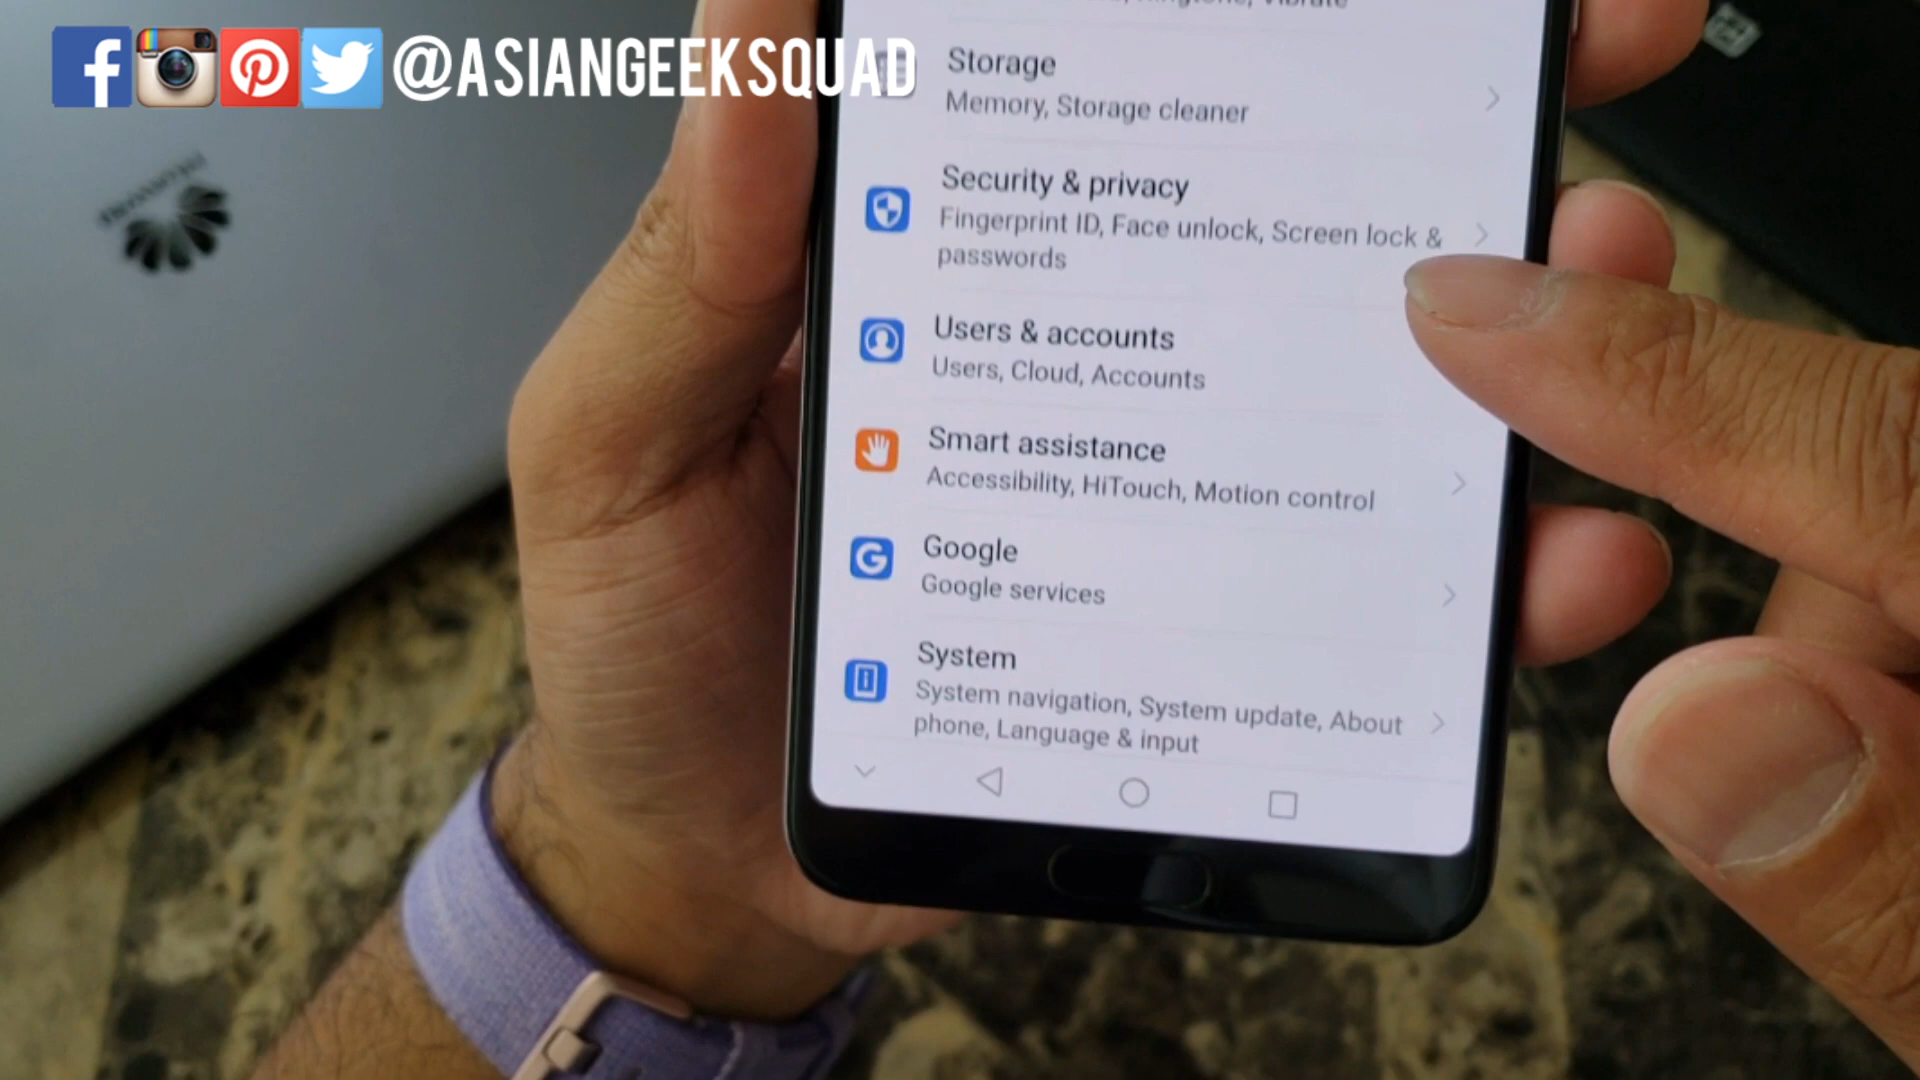 @ASIANGEEKSQUAD
Storage
Memory, Storage cleaner
Security & privacy
Fingerprint ID, Face unlock, Screen lock &
passwords
Users & accounts
Users, Cloud, Accounts
Smart assistance
Accessibility, HiTouch, Motion control
Google
Google services
System
System navigation, System update, About
phone, Language & input
HUAWEI